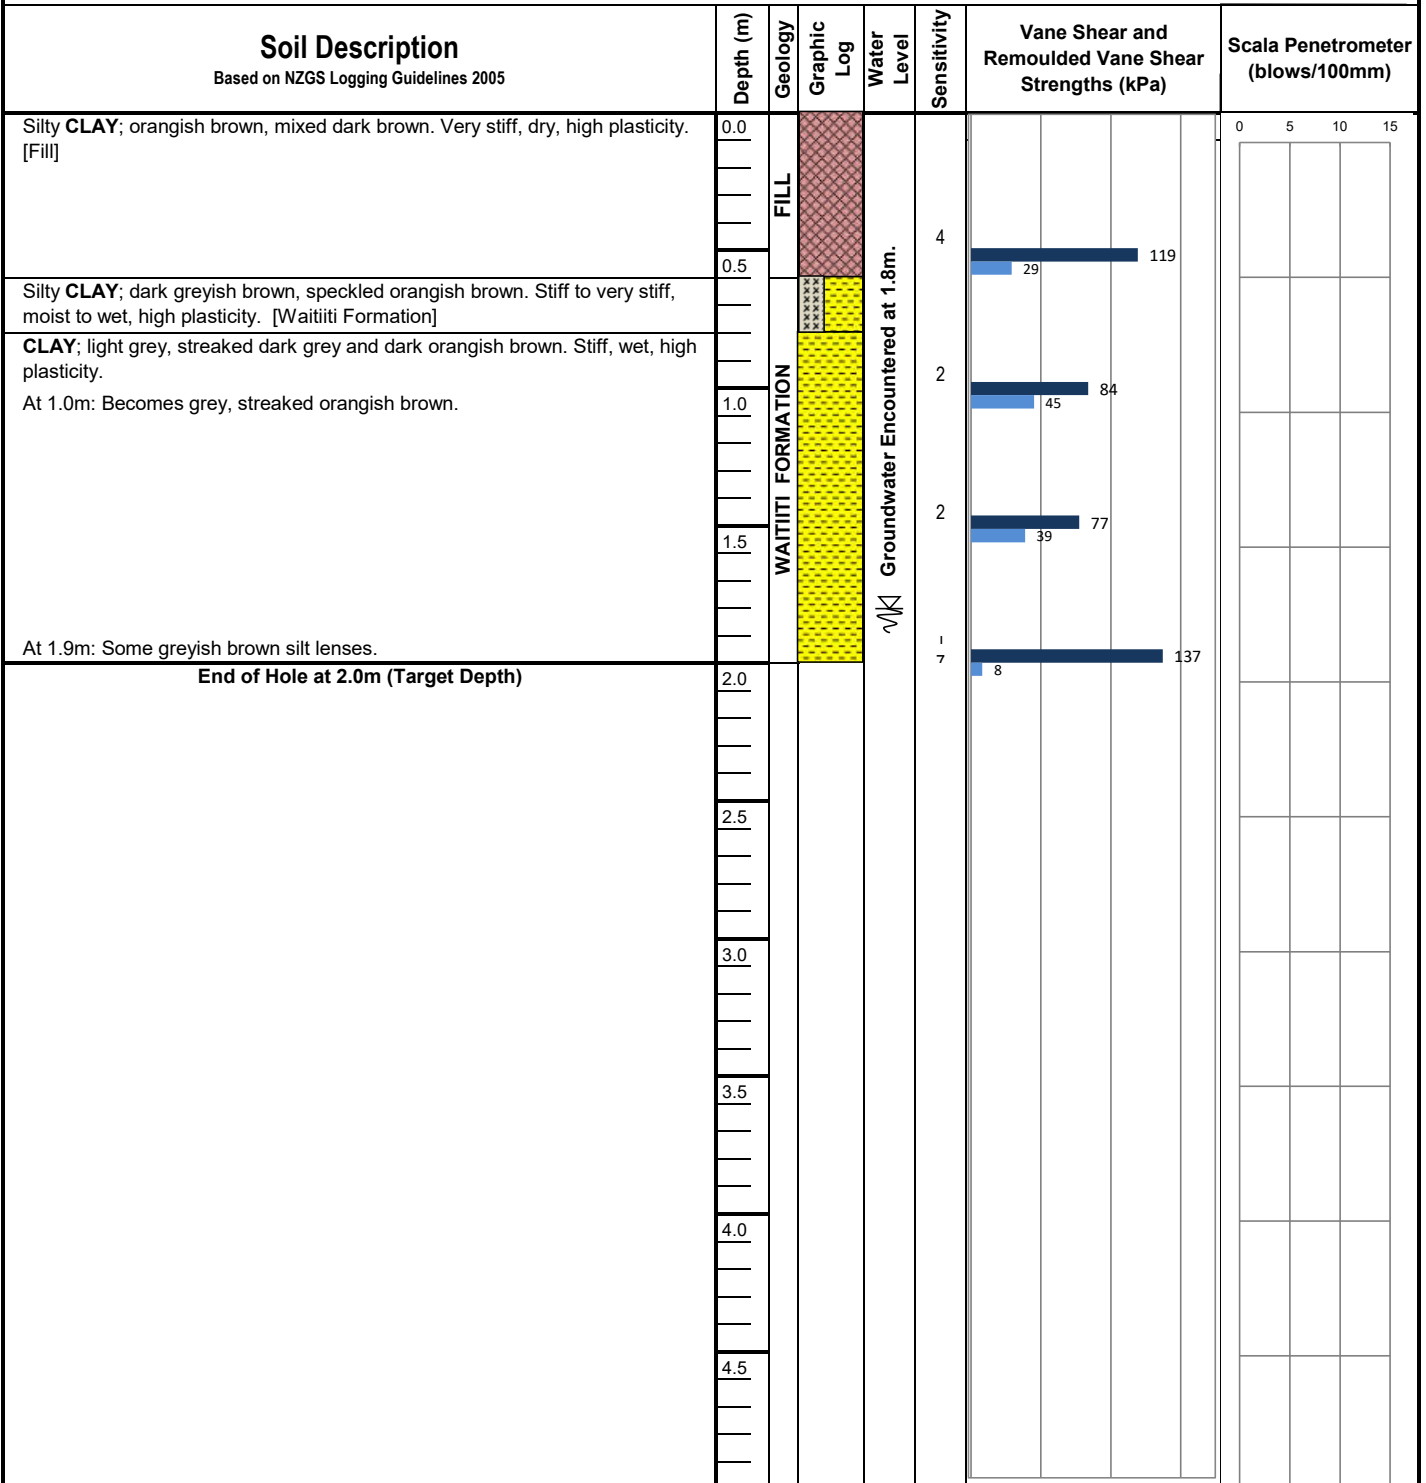 Soil Description
Based on NZGS Logging Guidelines 2005
Depth (m)
Geology
Graphic
Log
Water
Level
Sensitivity
Vane Shear and
Remoulded Vane Shear
Strengths (kPa)
Scala Penetrometer
(blows/100mm)
Silty CLAY; orangish brown, mixed dark brown. Very stiff, dry, high plasticity.
[Fill]
0.0
FILL
0 5 10 15
4
119
29
0.5
Silty CLAY; dark greyish brown, speckled orangish brown. Stiff to very stiff,
moist to wet, high plasticity. [Waitiiti Formation]
CLAY; light grey, streaked dark grey and dark orangish brown. Stiff, wet, high
plasticity.
At 1.0m: Becomes grey, streaked orangish brown.
1.0
WAITIITI FORMATION
Groundwater Encountered at 1.8m.
2
84
45
2
77
39
1.5
At 1.9m: Some greyish brown silt lenses.
137
8
End of Hole at 2.0m (Target Depth)
2.0
2.5
3.0
3.5
4.0
4.5